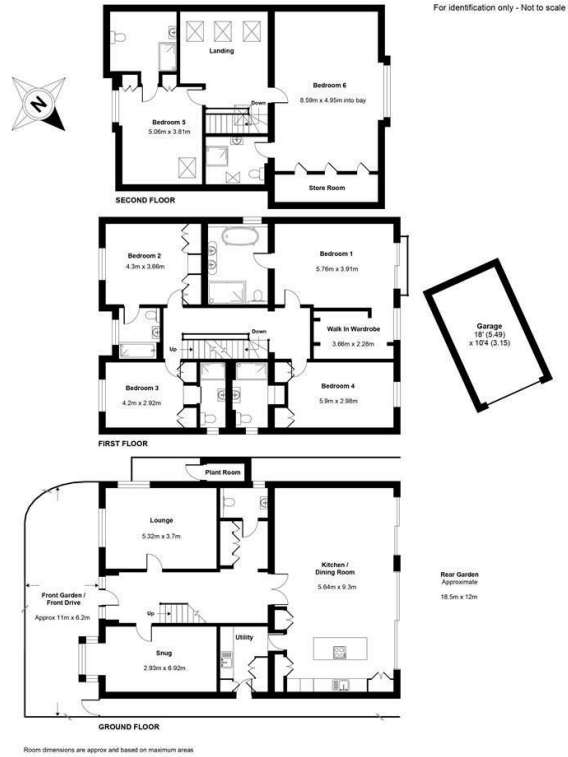 For identification only - Not to scale
N
Landing
Bedroom 6
8.59m x 4.95m into bay
Down
Bedroom 5
5.06m x 3.81m
Store Room
SECOND FLOOR
Bedroom 2
4.3m x 3.66m
Bedroom 1
5.76m x 3.91m
Down
Walk In Wardrobe
3.66m x 2.28m
Up
Bedroom 3
4.2m x 2.92m
Bedroom 4
5.9m x 2.98m
FIRST FLOOR
Garage
18' (5.49)
x 10'4 (3.15)
Plant Room
Lounge
5.32m x 3.7m
Kitchen /
Dining Room
5.64m x 9.3m
Rear Garden
Approximate
18.5m x 12m
Front Garden /
Front Drive
Approx 11m x 6.2m
Up
Snug
2.93m x 6.92m
Utility
GROUND FLOOR
Room dimensions are approx and based on maximum areas